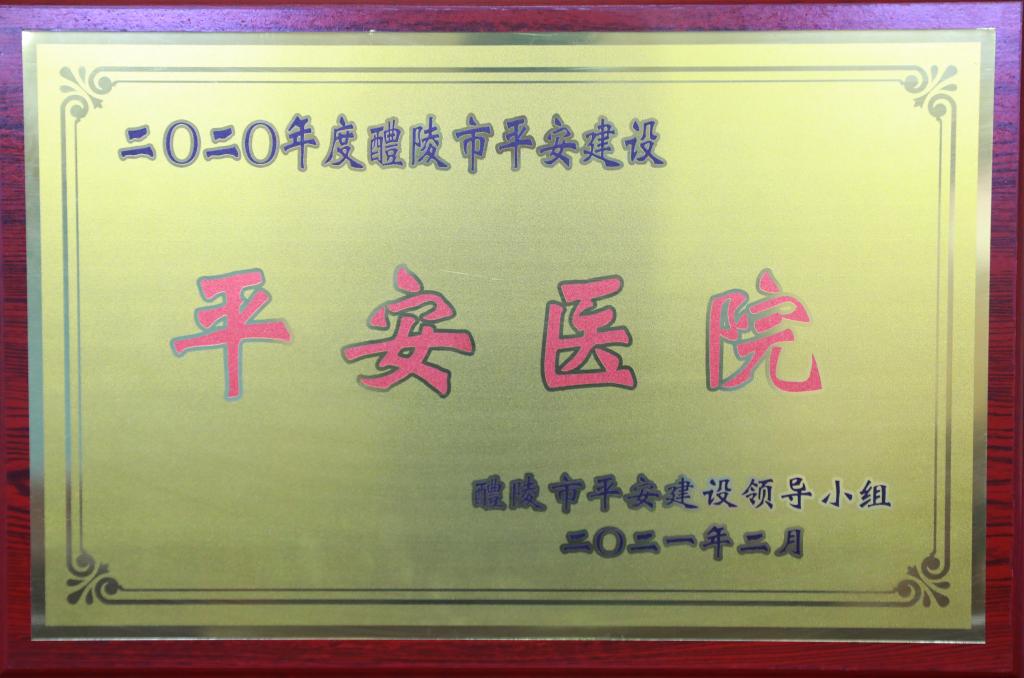 二〇二〇年度醴陵市平安建设
平安医院
醴陵市平安建设领导小组
二〇二一年二月